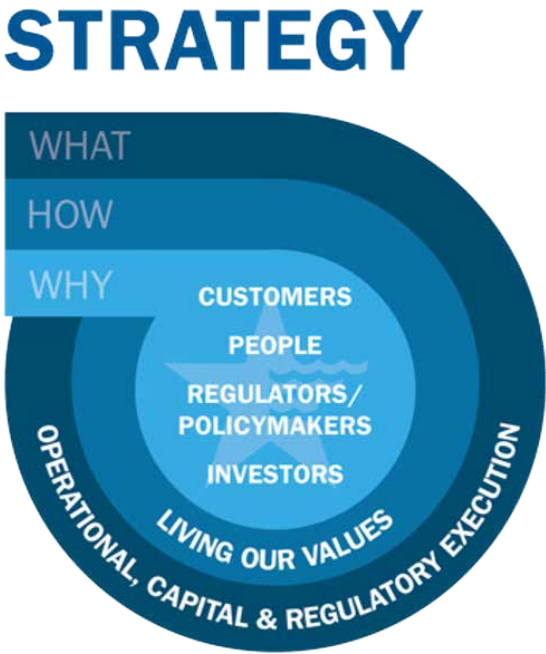 STRATEGY
WHAT
HOW
WHY
CUSTOMERS
PEOPLE
REGULATORS/
POLICYMAKERS
INVESTORS
LIVING OUR VALUES
OPERATIONAL, CAPITAL & REGULATORY EXECUTION